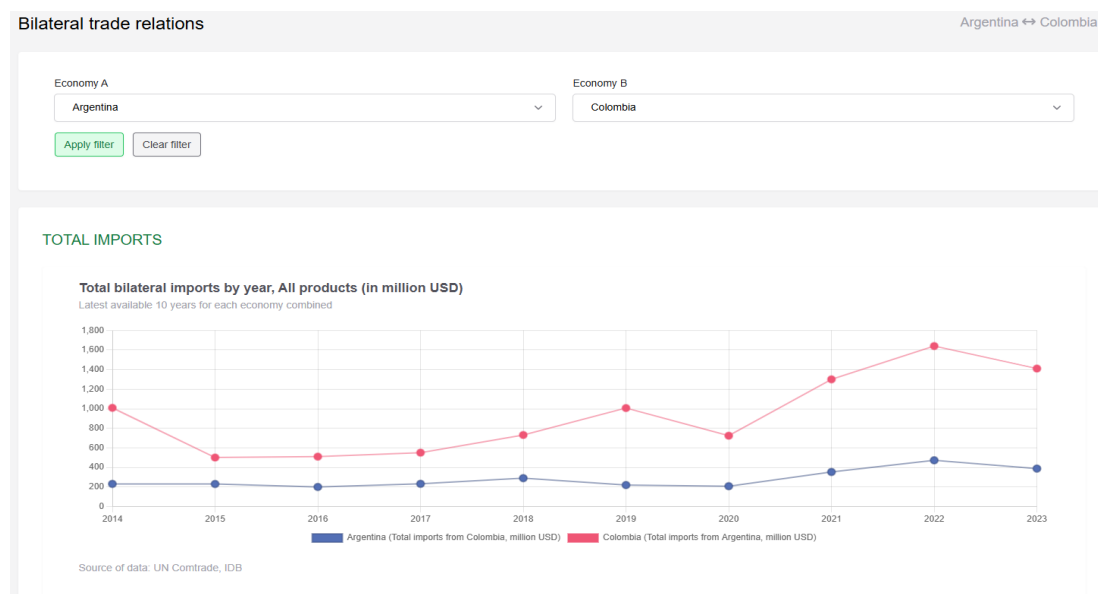 Bilateral trade relations
Argentina ↔ Colombia
Economy A
Economy B
Argentina
Colombia
Apply filter
Clear filter
TOTAL IMPORTS
Total bilateral imports by year, All products (in million USD)
Latest available 10 years for each economy combined
1,800
1,600
1,400
1,200
1,000
800
600
400
200
0
2014 2015 2016 2017 2018 2019 2020 2021 2022 2023
Argentina (Total imports from Colombia, million USD) Colombia (Total imports from Argentina, million USD)
Source of data: UN Comtrade, IDB